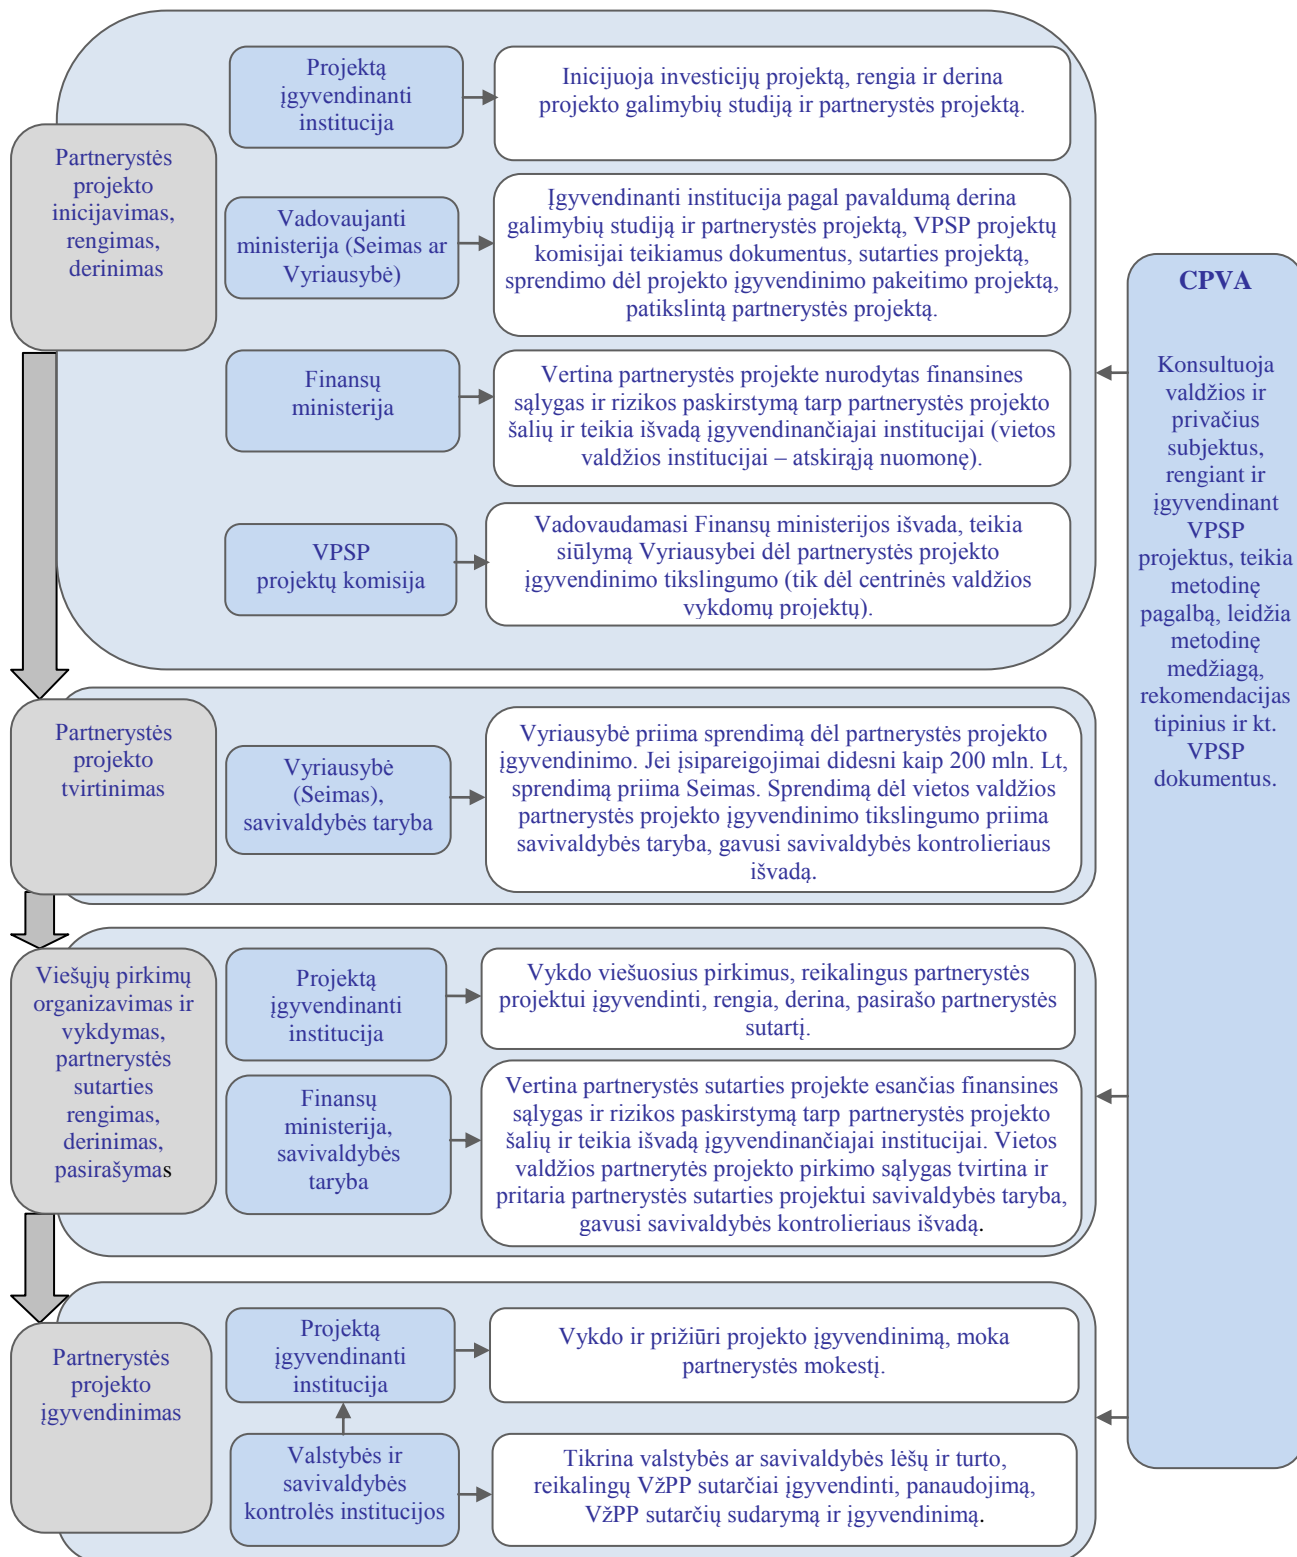 Partnerystės
projekto
inicijavimas,
rengimas,
derinimas
Projektą
įgyvendinanti
institucija
Inicijuoja investicijų projektą, rengia ir derina
projekto galimybių studiją ir partnerystės projektą.
Vadovaujanti
ministerija (Seimas ar
Vyriausybė)
Įgyvendinanti institucija pagal pavaldumą derina
galimybių studiją ir partnerystės projektą, VPSP projektų
komisijai teikiamus dokumentus, sutarties projektą,
sprendimo dėl projekto įgyvendinimo pakeitimo projektą,
patikslintą partnerystės projektą.
Finansų
ministerija
Vertina partnerystės projekte nurodytas finansines
sąlygas ir rizikos paskirstymą tarp partnerystės projekto
šalių ir teikia išvadą įgyvendinančiajai institucijai (vietos
valdžios institucijai – atskirąją nuomonę).
VPSP
projektų komisija
Vadovaudamasi Finansų ministerijos išvada, teikia
siūlymą Vyriausybei dėl partnerystės projekto
įgyvendinimo tikslingumo (tik dėl centrinės valdžios
vykdomų projektų).
Partnerystės
projekto
tvirtinimas
Vyriausybė
(Seimas),
savivaldybės taryba
Vyriausybė priima sprendimą dėl partnerystės projekto
įgyvendinimo. Jei įsipareigojimai didesni kaip 200 mln. Lt,
sprendimą priima Seimas. Sprendimą dėl vietos valdžios
partnerystės projekto įgyvendinimo tikslingumo priima
savivaldybės taryba, gavusi savivaldybės kontrolieriaus
išvadą.
Viešųjų pirkimų
organizavimas ir
vykdymas,
partnerystės
sutarties
rengimas,
derinimas,
pasirašymas
Projektą
įgyvendinanti
institucija
Vykdo viešuosius pirkimus, reikalingus partnerystės
projektui įgyvendinti, rengia, derina, pasirašo partnerystės
sutartį.
Finansų
ministerija,
savivaldybės
taryba
Vertina partnerystės sutarties projekte esančias finansines
sąlygas ir rizikos paskirstymą tarp partnerystės projekto
šalių ir teikia išvadą įgyvendinančiajai institucijai. Vietos
valdžios partnerytės projekto pirkimo sąlygas tvirtina ir
pritaria partnerystės sutarties projektui savivaldybės taryba,
gavusi savivaldybės kontrolieriaus išvadą.
Partnerystės
projekto
įgyvendinimas
Projektą
įgyvendinanti
institucija
Vykdo ir prižiūri projekto įgyvendinimą, moka
partnerystės mokestį.
Valstybės ir
savivaldybės
kontrolės institucijos
Tikrina valstybės ar savivaldybė lėšų ir turto,
reikalingų VžPP sutarčiai įgyvendinti, panaudojimą,
VžPP sutarčių sudarymą ir įgyvendinimą.
CPVA
Konsultuoja
valdžios ir
privačius
subjektus,
rengiant ir
įgyvendinant
VPSP
projektus, teikia
metodinę
pagalbą, leidžia
metodinę
medžiagą,
rekomendacijas
tipinius ir kt.
VPSP
dokumentus.